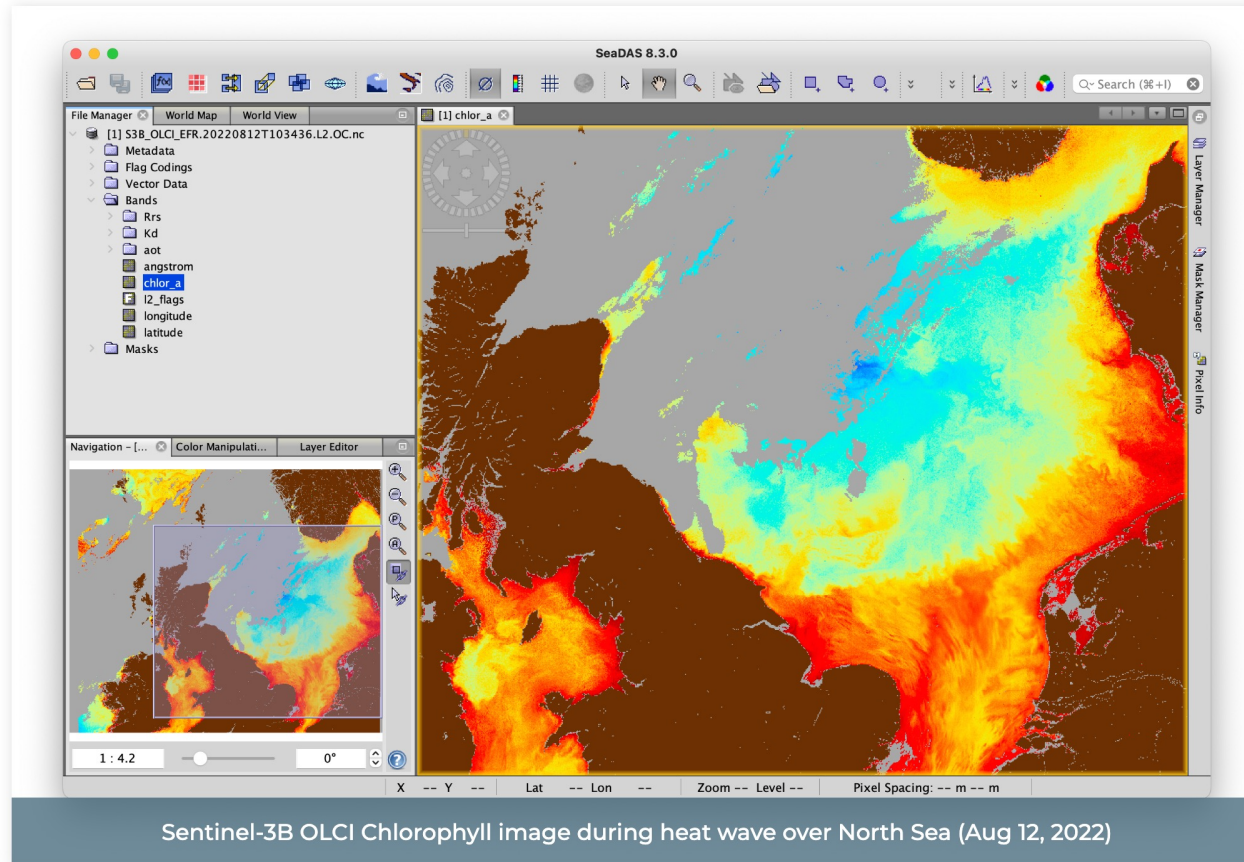 SeaDAS 8.3.0
f(x)
Search (⌘+I)
File Manager
World Map
World View
[1] chlor_a
[1] S3B_OLCI_EFR.20220812T103436.L2.OC.nc
Metadata
Flag Codings
Vector Data
Bands
Rrs
Kd
aot
angstrom
chlor_a
F
l2_flags
longitude
latitude
Masks
Layer Manager
Mask Manager
Pixel Info
Navigation – [...
Color Manipulati...
Layer Editor
P
A
1 : 4.2
0°
?
X -- Y -- Lat -- Lon -- Zoom -- Level -- Pixel Spacing: -- m -- m
Sentinel-3B OLCI Chlorophyll image during heat wave over North Sea (Aug 12, 2022)